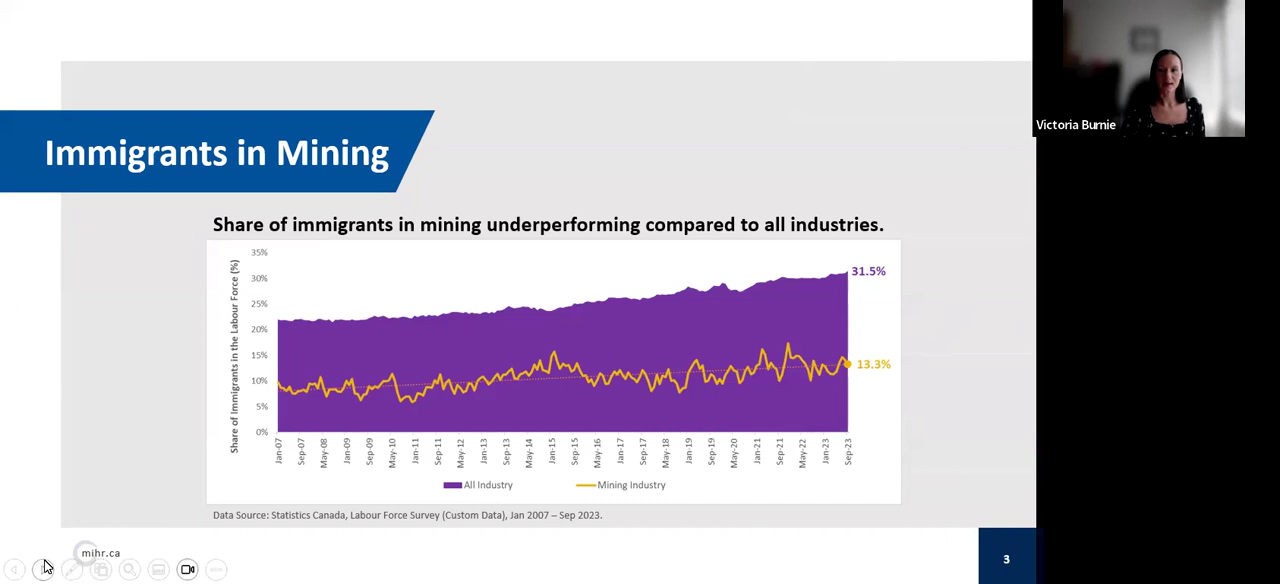 Victoria Burnie
Immigrants in Mining
Share of immigrants in mining underperforming compared to all industries.
Share of Immigrants in the Labour Force (%)
35%
30%
25%
20%
15%
10%
5%
0%
31.5%
13.3%
Jan-07
Sep-07
May-08
Jan-09
Sep-09
May-10
Jan-11
Sep-11
May-12
Jan-13
Sep-13
May-14
Jan-15
Sep-15
May-16
Jan-17
Sep-17
May-18
Jan-19
Sep-19
May-20
Jan-21
Sep-21
May-22
Jan-23
Sep-23
All Industry
Mining Industry
Data Source: Statistics Canada, Labour Force Survey (Custom Data), Jan 2007 – Sep 2023.
mihr.ca
3